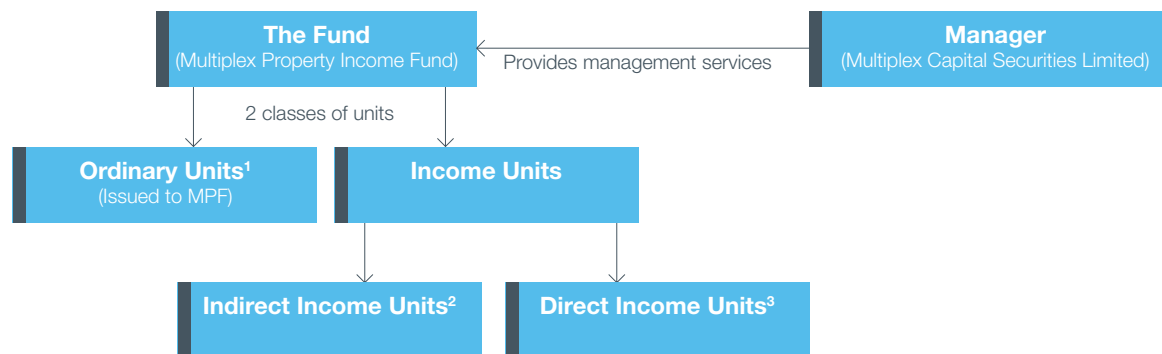 The Fund
(Multiplex Property Income Fund)
Provides management services
Manager
(Multiplex Capital Securities Limited)
2 classes of units
Ordinary Units¹
(Issued to MPF)
Income Units
Indirect Income Units²
Direct Income Units³